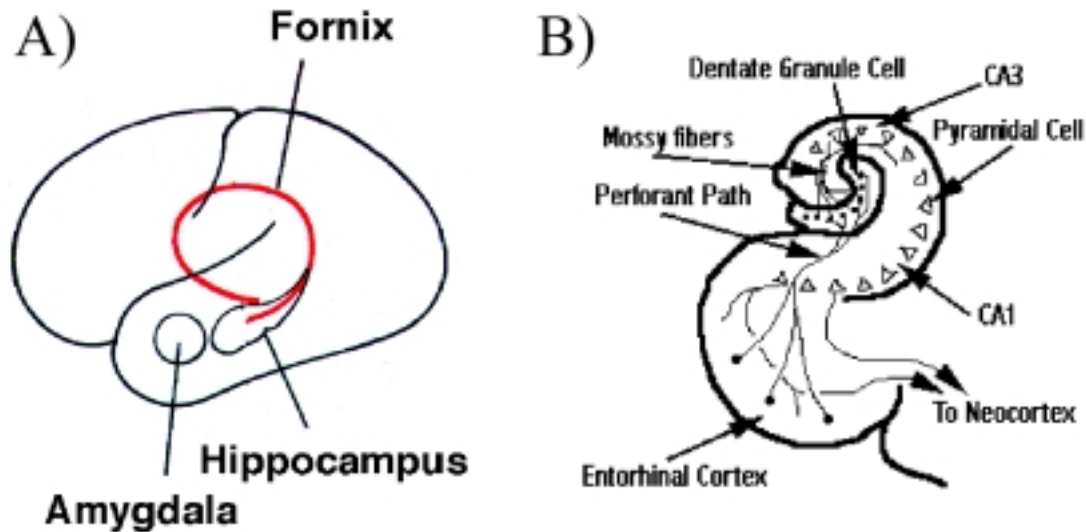 A)
Fornix
Hippocampus
Amygdala
B)
Dentate Granule Cell
CA3
Mossy fibers
Pyramidal Cell
Perforant Path
CA1
To Neocortex
Entorhinal Cortex